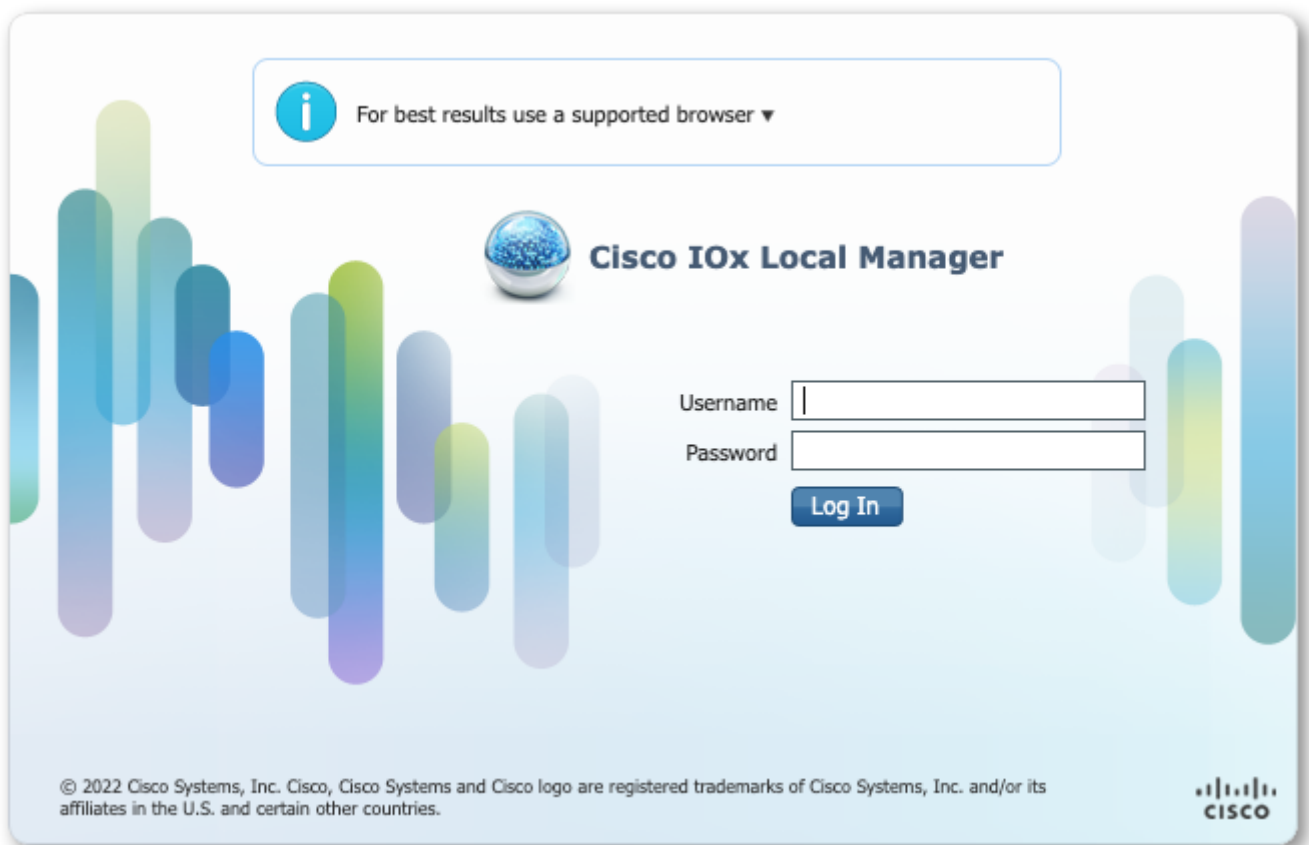 For best results use a supported browser ▼
Cisco IOx Local Manager
Username
Password
Log In
© 2022 Cisco Systems, Inc. Cisco, Cisco Systems and Cisco logo are registered trademarks of Cisco Systems, Inc. and/or its
affiliates in the U.S. and certain other countries.
CISCO